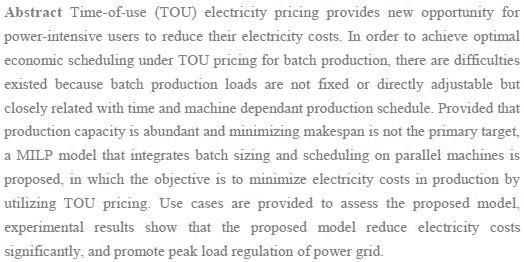 Abstract Time-of-use (TOU) electricity pricing provides new opportunity for
power-intensive users to reduce their electricity costs. In order to achieve optimal
economic scheduling under TOU pricing for batch production, there are difficulties
existed because batch production loads are not fixed or directly adjustable but
closely related with time and machine dependant production schedule. Provided that
production capacity is abundant and minimizing makespan is not the primary target,
a MILP model that integrates batch sizing and scheduling on parallel machines is
proposed, in which the objective is to minimize electricity costs in production by
utilizing TOU pricing. Use cases are provided to assess the proposed model,
experimental results show that the proposed model reduce electricity costs
significantly, and promote peak load regulation of power grid.